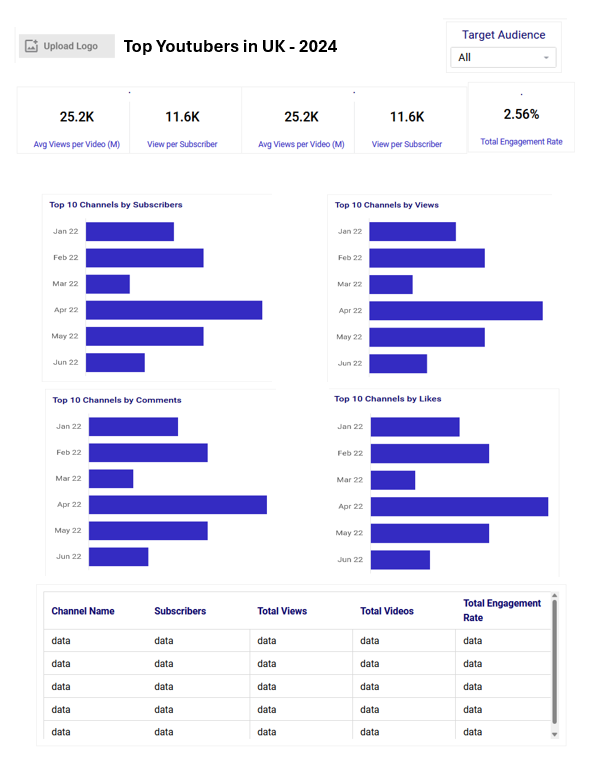 Upload Logo
Top Youtubers in UK - 2024
Target Audience
All
25.2K
Avg Views per Video (M)
11.6K
View per Subscriber
25.2K
Avg Views per Video (M)
11.6K
View per Subscriber
2.56%
Total Engagement Rate
Top 10 Channels by Subscribers
Jan 22
Feb 22
Mar 22
Apr 22
May 22
Jun 22
Top 10 Channels by Views
Jan 22
Feb 22
Mar 22
Apr 22
May 22
Jun 22
Top 10 Channels by Comments
Jan 22
Feb 22
Mar 22
Apr 22
May 22
Jun 22
Top 10 Channels by Likes
Jan 22
Feb 22
Mar 22
Apr 22
May 22
Jun 22
Channel Name Subscribers Total Views Total Videos Total Engagement
Rate
data data data data data
data data data data data
data data data data data
data data data data data
data data data data data